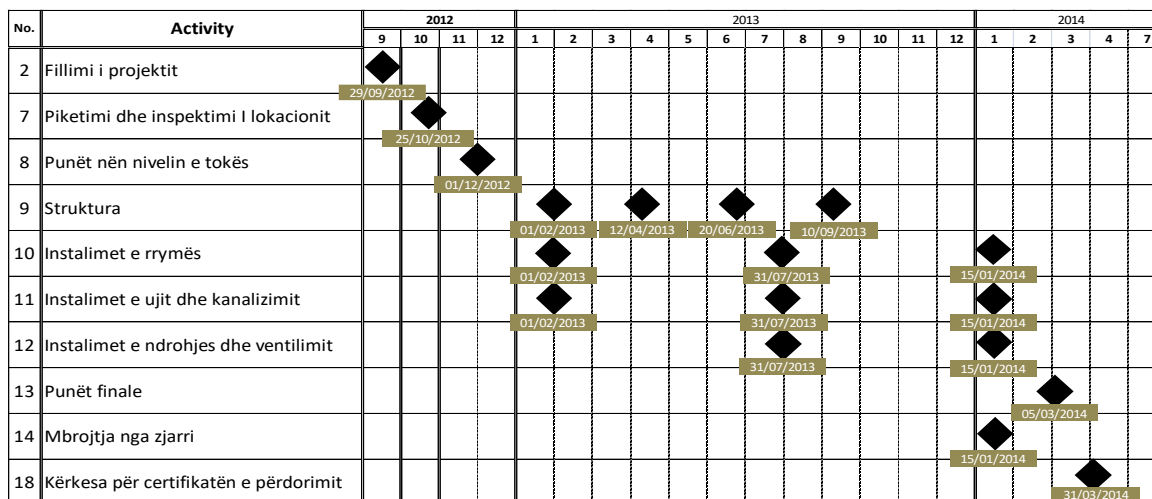 No. Activity 2012 2013 2014
9 10 11 12 1 2 3 4 5 6 7 8 9 10 11 12 1 2 3 4 7
2 Fillimi i projektit
29/09/2012
7 Piketimi dhe inspektimi I lokacionit
25/10/2012
8 Punët nën nivelin e tokës
01/12/2012
9 Struktura
01/02/2013 12/04/2013 20/06/2013 10/09/2013
10 Instalimet e rrymës
01/02/2013 31/07/2013 15/01/2014
11 Instalimet e ujit dhe kanalizimit
01/02/2013 31/07/2013 15/01/2014
12 Instalimet e ndrohjes dhe ventilimit
31/07/2013 15/01/2014
13 Punët finale
05/03/2014
14 Mbrojtja nga zjarri
15/01/2014
18 Kërkesa për certifikatën e përdorimit
31/03/2014